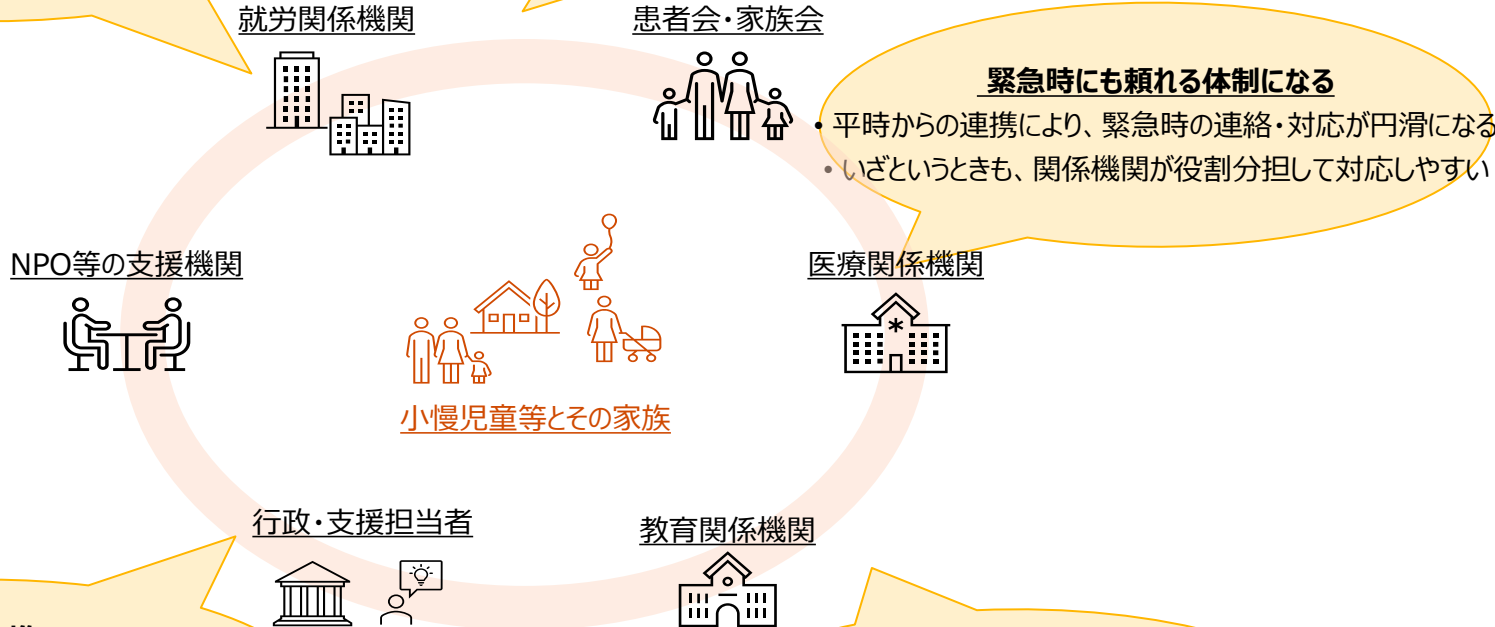 就労関係機関
患者会・家族会
緊急時にも頼れる体制になる
・平時からの連携により、緊急時の連絡・対応が円滑になる
・いざというときも、関係機関が役割分担して対応しやすい
NPO等の支援機関
医療関係機関
小慢児童等とその家族
行政・支援担当者
教育関係機関